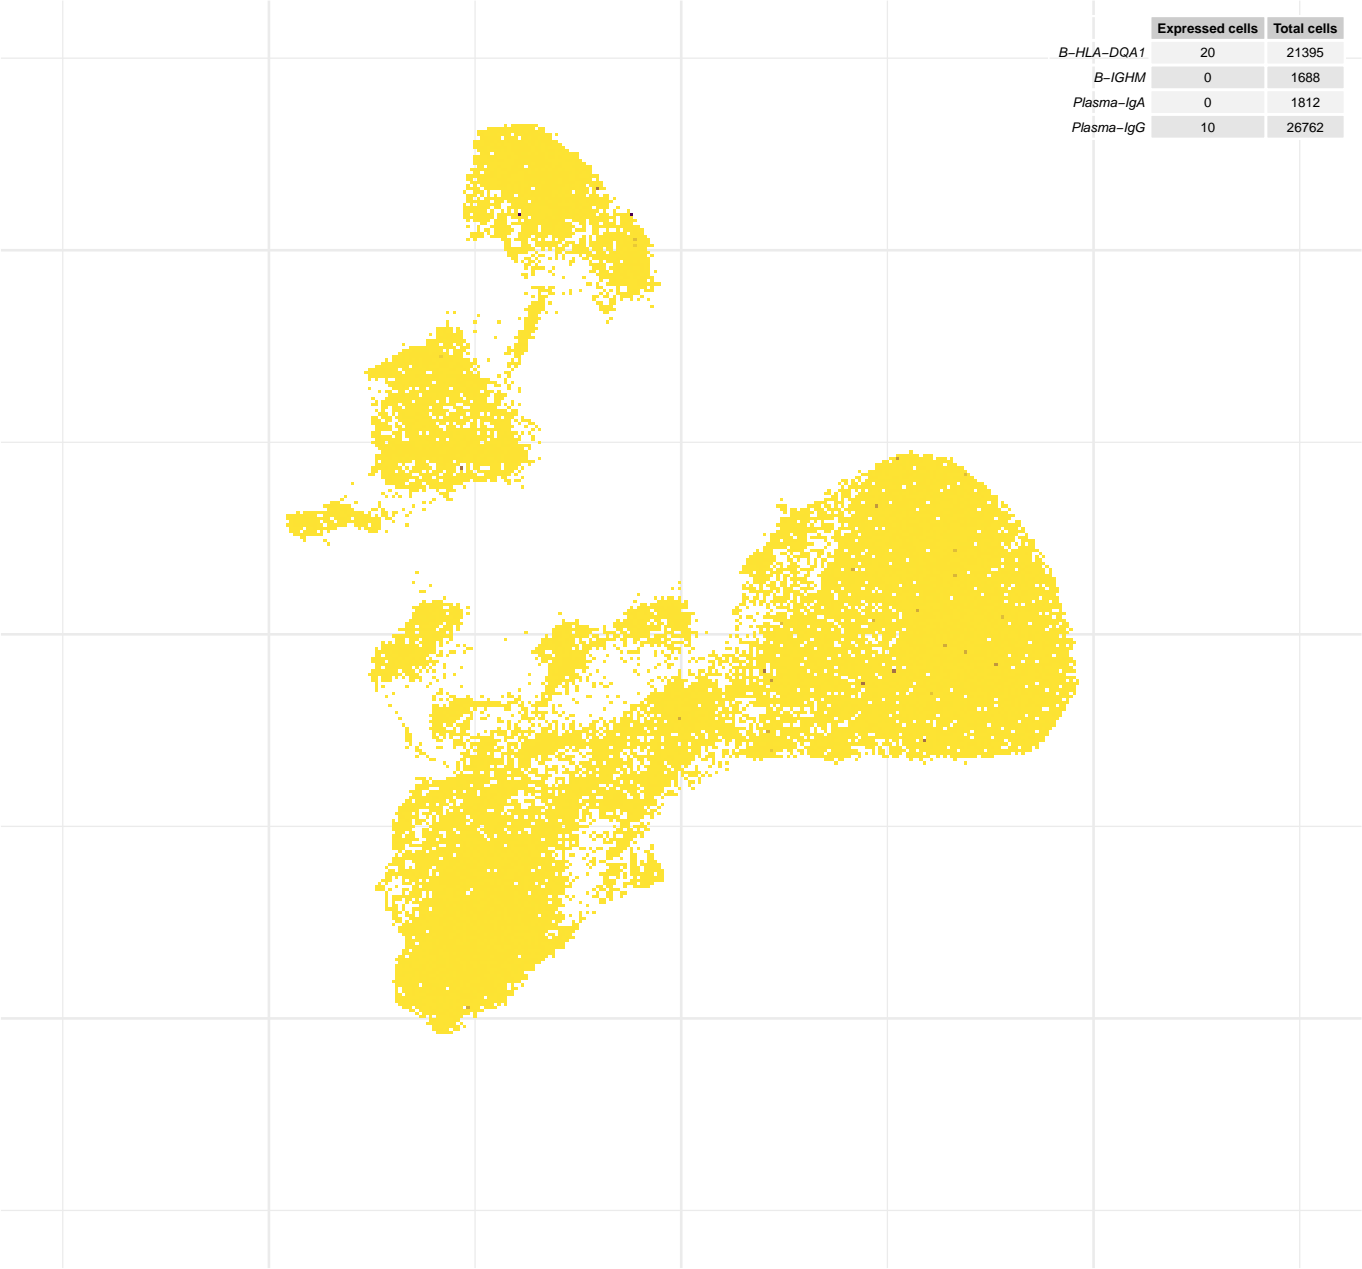 Expressed cells Total cells
B−HLA−DQA1 20 21395
B−IGHM 0 1688
Plasma−IgA 0 1812
Plasma−IgG 10 26762